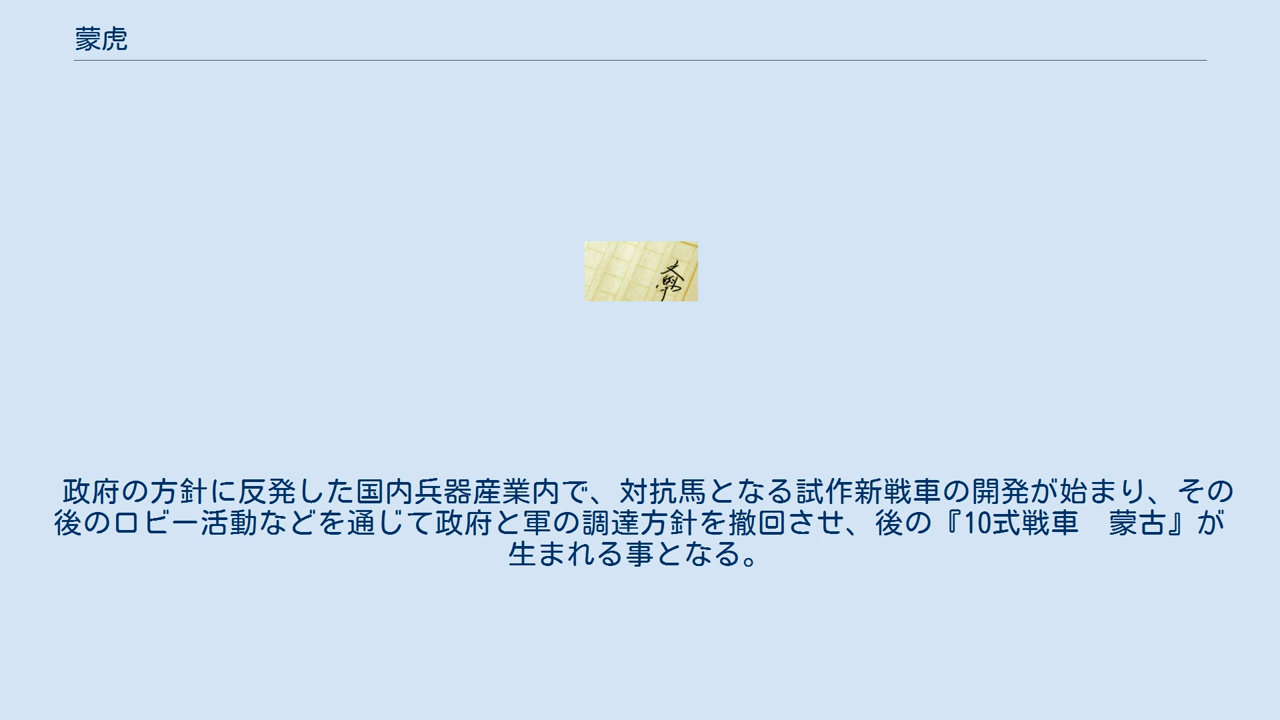 蒙虎
政府の方針に反発した国内兵器産業内で、対抗馬となる試作新戦車の開発が始まり、その
後のロビー活動などを通じて政府と軍の調達方針を撤回させ、後の『10式戦車　蒙古』が
生まれる事となる。